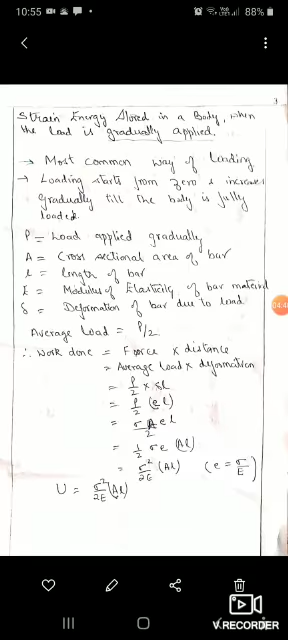 10:55
88%
3
Strain Energy Stored in a Body, when
the Load is gradually applied.
→ Most common way of loading
→ Loading starts from zero & increases
gradually till the body is fully
loaded.
P = Load applied gradually
A = Cross sectional area of bar
l = length of bar
E = Modulus of Elasticity of bar material
δ = Deformation of bar due to load
Average Load = P/2
∴ Work done = Force × distance
= Average load × deformation
= P/2 × δl
= P/2 (e l)
= σA/2 e l
= 1/2 σe (Al)
= σ²/2E (Al) (e = σ/E)
U = σ²/2E (Al)
V.RECORDER